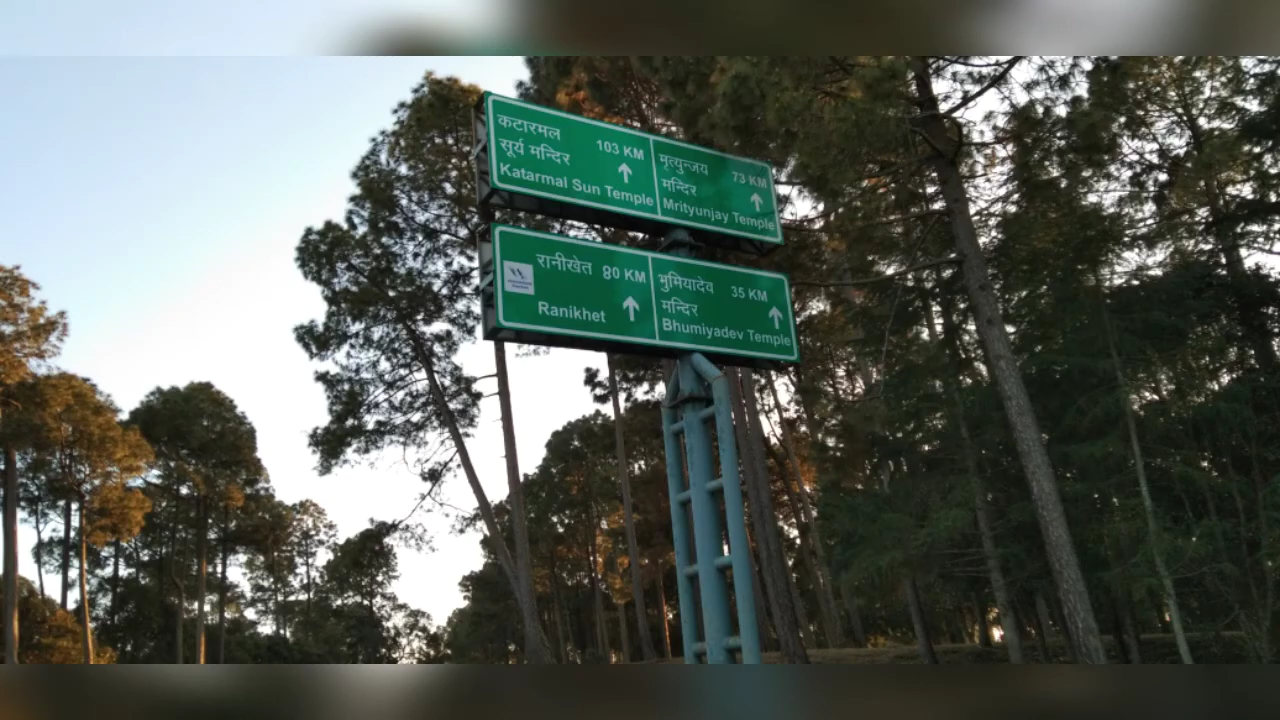 कटारमल
सूर्य मन्दिर 103 KM
Katarmal Sun Temple
मृत्युन्जय
मन्दिर 73 KM
Mrityunjay Temple
रानीखेत 80 KM
Ranikhet
भुमियादेव
मन्दिर 35 KM
Bhumiyadev Temple